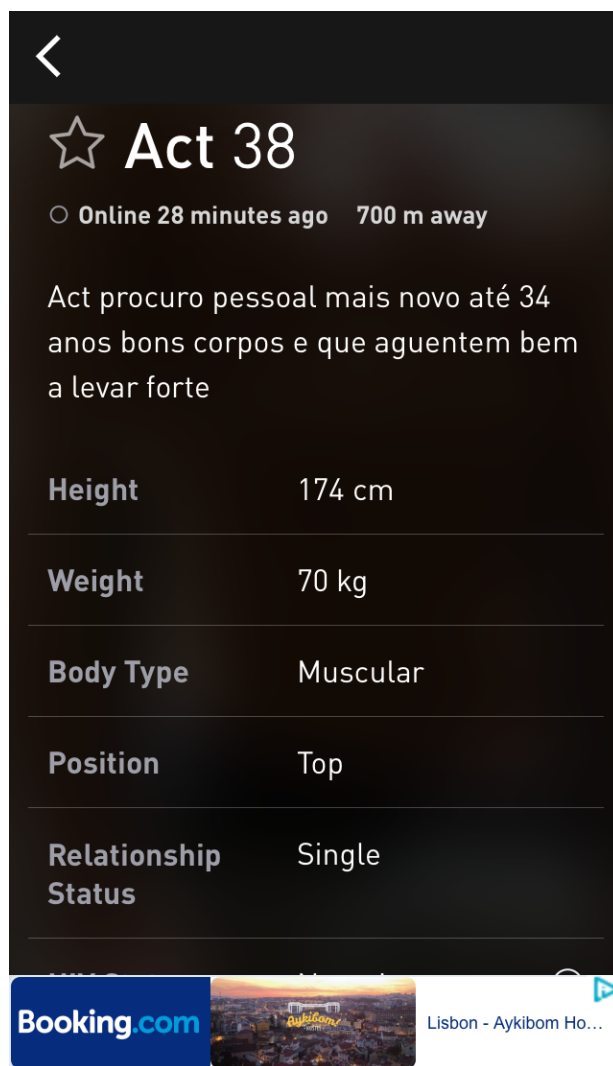 Act 38
Online 28 minutes ago 700 m away
Act procuro pessoal mais novo até 34
anos bons corpos e que aguentem bem
a levar forte
Height 174 cm
Weight 70 kg
Body Type Muscular
Position Top
Relationship Single
Status
Booking.com
Aykibom!
Lisbon - Aykibom Ho...